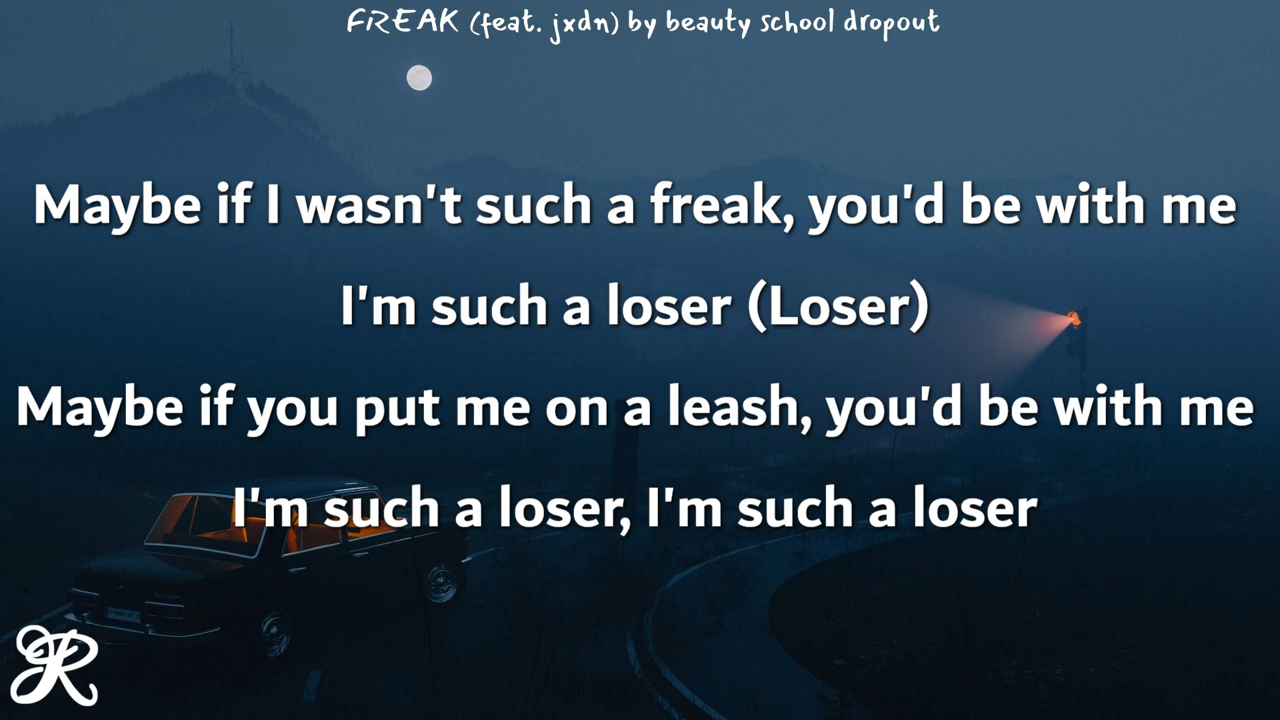 FREAK (feat. jxdn) by beauty school dropout
Maybe if I wasn't such a freak, you'd be with me
I'm such a loser (Loser)
Maybe if you put me on a leash, you'd be with me
I'm such a loser, I'm such a loser